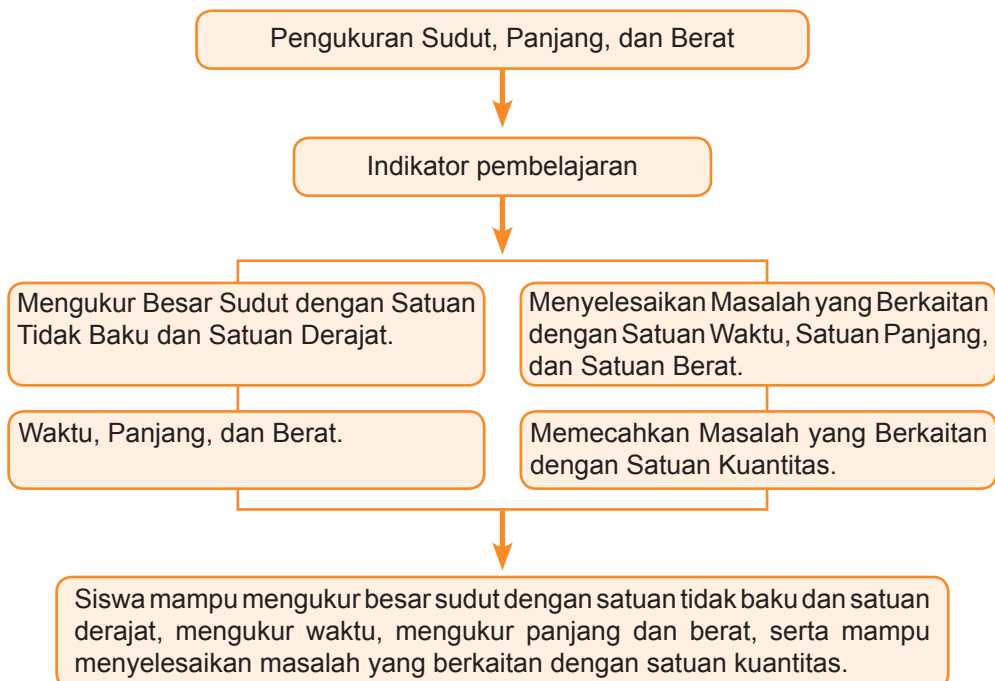 Pengukuran Sudut, Panjang, dan Berat
Indikator pembelajaran
Mengukur Besar Sudut dengan Satuan
Tidak Baku dan Satuan Derajat.
Menyelesaikan Masalah yang Berkaitan
dengan Satuan Waktu, Satuan Panjang,
dan Satuan Berat.
Waktu, Panjang, dan Berat.
Memecahkan Masalah yang Berkaitan
dengan Satuan Kuantitas.
Siswa mampu mengukur besar sudut dengan satuan tidak baku dan satuan
derajat, mengukur waktu, mengukur panjang dan berat, serta mampu
menyelesaikan masalah yang berkaitan dengan satuan kuantitas.